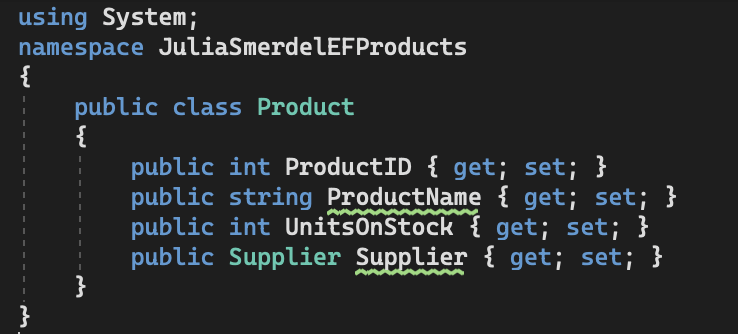 using System;
namespace JuliaSmerdelEFProducts
{
    public class Product
    {
        public int ProductID { get; set; }
        public string ProductName { get; set; }
        public int UnitsOnStock { get; set; }
        public Supplier Supplier { get; set; }
    }
}